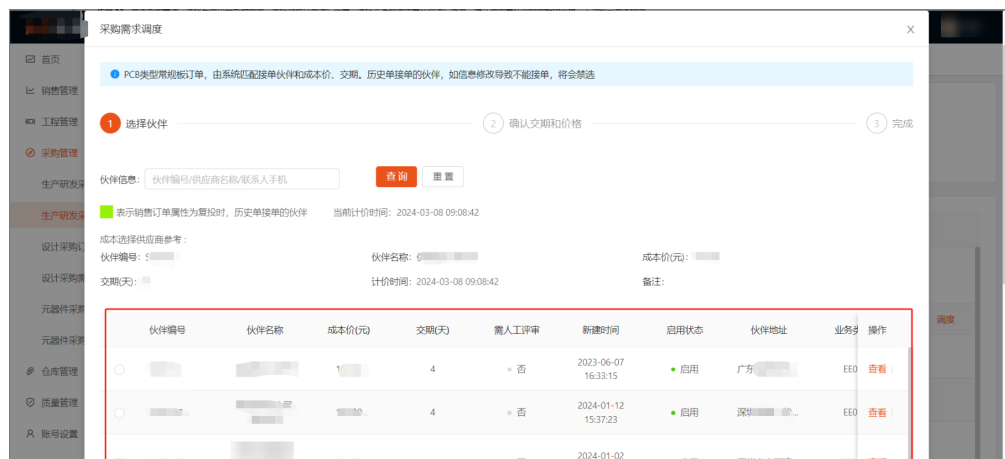 采购需求调度
首页
PCB类型常规板订单，由系统匹配接单伙伴和成本价、交期。历史单接单的伙伴，如信息修改导致不能接单，将会禁选
销售管理
工程管理
1 选择伙伴 2 确认交期和价格 3 完成
采购管理
伙伴信息： 伙伴编号/供应商名称/联系人手机 查询 重置
生产研发采
表示销售订单属性为复投时，历史单接单的伙伴 当前计价时间：2024-03-08 09:08:42
生产研发采
成本选择供应商参考：
设计采购订
伙伴编号： 伙伴名称： 成本价(元)：
设计采购需
交期(天)： 计价时间：2024-03-08 09:08:42 备注：
元器件采购
调度
伙伴编号 伙伴名称 成本价(元) 交期(天) 需人工评审 新建时间 启用状态 伙伴地址 业务类 操作
元器件采购
仓库管理
4 否 2023-06-07 16:33:15 启用 广东 EE0 查看
质量管理
4 否 2024-01-12 15:37:23 启用 深圳 EE0 查看
账号设置
2024-01-02